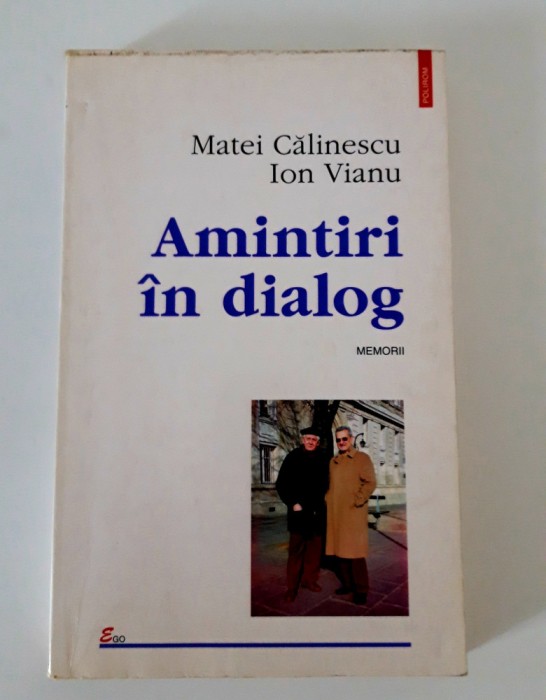 POLIROM
Matei Călinescu
Ion Vianu
Amintiri
în dialog
MEMORII
EGO